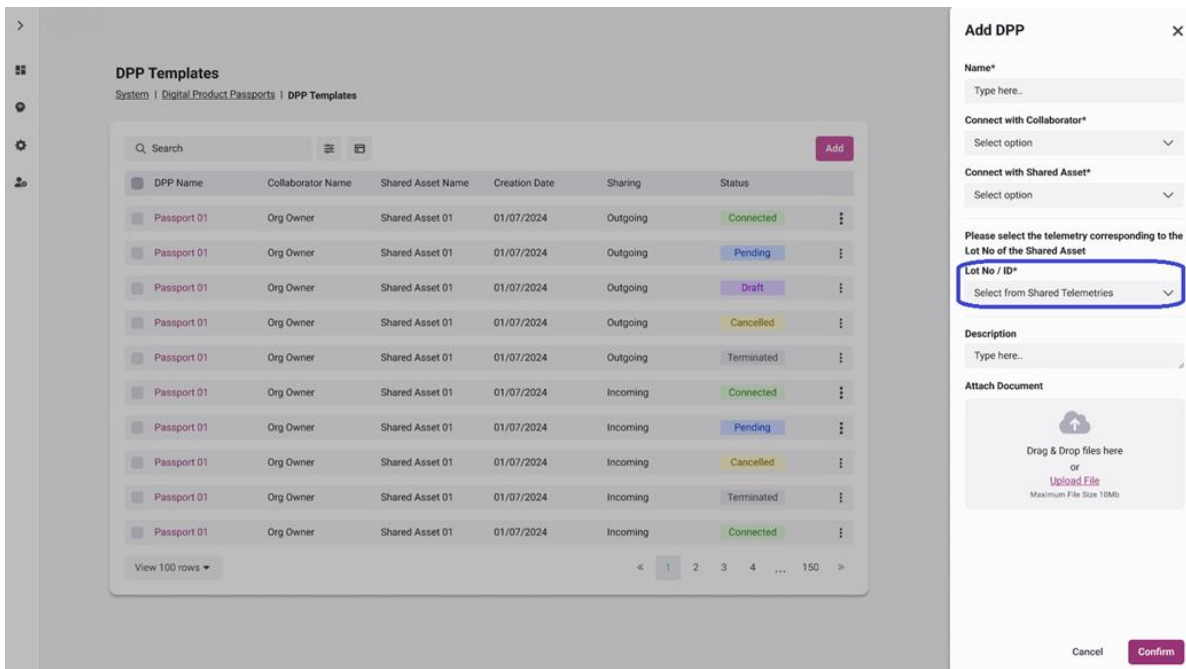 DPP Templates
System | Digital Product Passports | DPP Templates
Search
Add
DPP Name Collaborator Name Shared Asset Name Creation Date Sharing Status
Passport 01 Org Owner Shared Asset 01 01/07/2024 Outgoing Connected
Passport 01 Org Owner Shared Asset 01 01/07/2024 Outgoing Pending
Passport 01 Org Owner Shared Asset 01 01/07/2024 Outgoing Draft
Passport 01 Org Owner Shared Asset 01 01/07/2024 Outgoing Cancelled
Passport 01 Org Owner Shared Asset 01 01/07/2024 Outgoing Terminated
Passport 01 Org Owner Shared Asset 01 01/07/2024 Incoming Connected
Passport 01 Org Owner Shared Asset 01 01/07/2024 Incoming Pending
Passport 01 Org Owner Shared Asset 01 01/07/2024 Incoming Cancelled
Passport 01 Org Owner Shared Asset 01 01/07/2024 Incoming Terminated
Passport 01 Org Owner Shared Asset 01 01/07/2024 Incoming Connected
View 100 rows « 1 2 3 4 ... 150 »
Add DPP
Name*
Type here..
Connect with Collaborator*
Select option
Connect with Shared Asset*
Select option
Please select the telemetry corresponding to the
Lot No of the Shared Asset
Lot No / ID*
Select from Shared Telemetries
Description
Type here..
Attach Document
Drag & Drop files here
or
Upload File
Maximum File Size 10Mb
Cancel Confirm